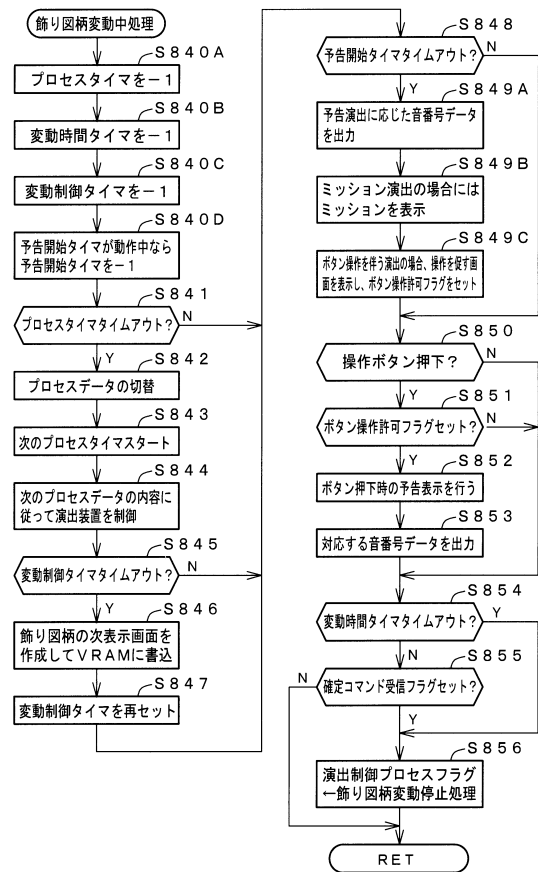 飾り図柄変動中処理
S840A
プロセスタイマを−1
S840B
変動時間タイマを−1
S840C
変動制御タイマを−1
S840D
予告開始タイマが動作中なら
予告開始タイマを−1
S841
プロセスタイマタイムアウト?
N
Y
S842
プロセスデータの切替
S843
次のプロセスタイマスタート
S844
次のプロセスデータの内容に
従って演出装置を制御
S845
変動制御タイマタイムアウト?
N
Y
S846
飾り図柄の次表示画面を
作成してVRAMに書込
S847
変動制御タイマを再セット
S848
予告開始タイマタイムアウト?
N
Y
S849A
予告演出に応じた音番号データ
を出力
S849B
ミッション演出の場合には
ミッションを表示
S849C
ボタン操作を伴う演出の場合、操作を促す画
面を表示し、ボタン操作許可フラグをセット
S850
操作ボタン押下?
N
Y
S851
ボタン操作許可フラグセット?
N
Y
S852
ボタン押下時の予告表示を行う
S853
対応する音番号データを出力
S854
変動時間タイマタイムアウト?
Y
N
S855
N
確定コマンド受信フラグセット?
Y
S856
演出制御プロセスフラグ
←飾り図柄変動停止処理
RET